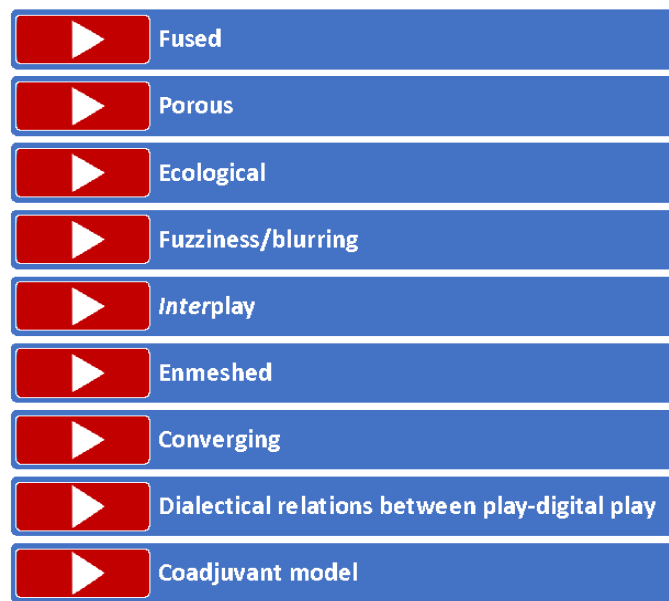 Fused
Porous
Ecological
Fuzziness/blurring
Interplay
Enmeshed
Converging
Dialectical relations between play-digital play
Coadjuvant model